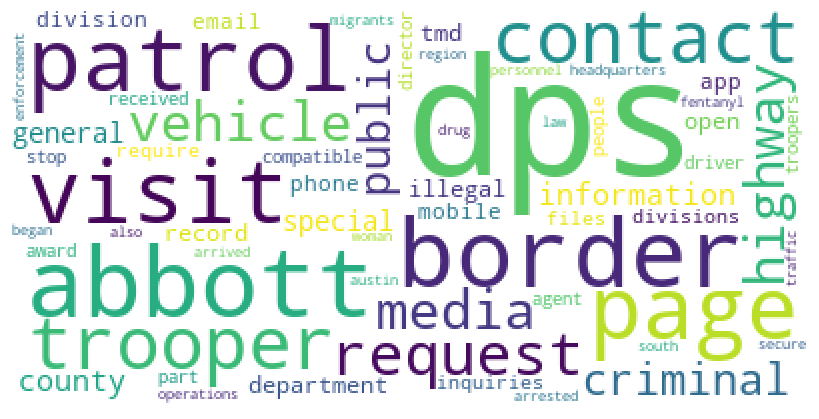 division
email
migrants
director
contact
patrol
tmd
region
enforcement
dps
personnel
headquarters
received
public
app
highway
general
vehicle
drug
law
people
fentanyl
open
troopers
stop
require
compatible
driver
visit
phone
illegal
information
mobile
files
divisions
began
also
record
special
woman
border
traffic
award
arrived
abbott
austin
media
agent
page
trooper
request
south
secure
county
part
operations
department
inquiries
arrested
criminal